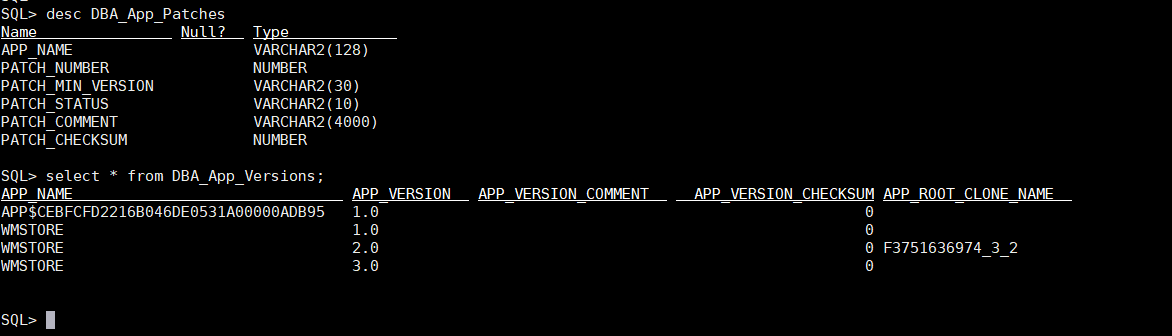 SQL>
SQL> desc DBA_App_Patches
Name Null? Type
APP_NAME VARCHAR2(128)
PATCH_NUMBER NUMBER
PATCH_MIN_VERSION VARCHAR2(30)
PATCH_STATUS VARCHAR2(10)
PATCH_COMMENT VARCHAR2(4000)
PATCH_CHECKSUM NUMBER
SQL> select * from DBA_App_Versions;
APP_NAME APP_VERSION APP_VERSION_COMMENT APP_VERSION_CHECKSUM APP_ROOT_CLONE_NAME
APP$CEBFCFD2216B046DE0531A00000ADB95 1.0 0
WMSTORE 1.0 0
WMSTORE 2.0 0 F3751636974_3_2
WMSTORE 3.0 0
SQL>